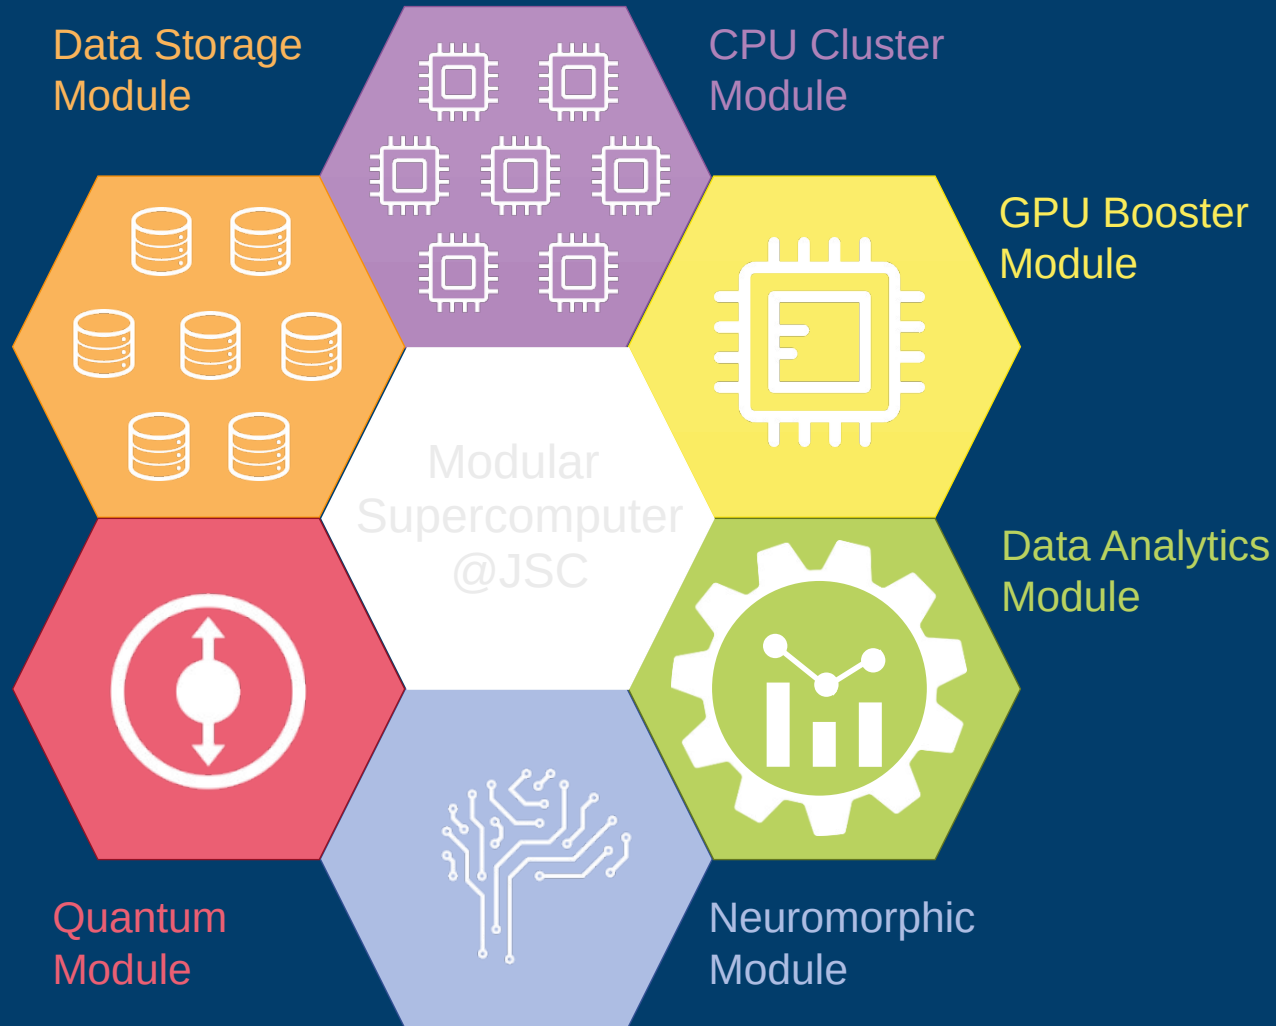 Data Storage
Module
CPU Cluster
Module
GPU Booster
Module
Modular
Supercomputer
@JSC
Data Analytics
Module
Quantum
Module
Neuromorphic
Module